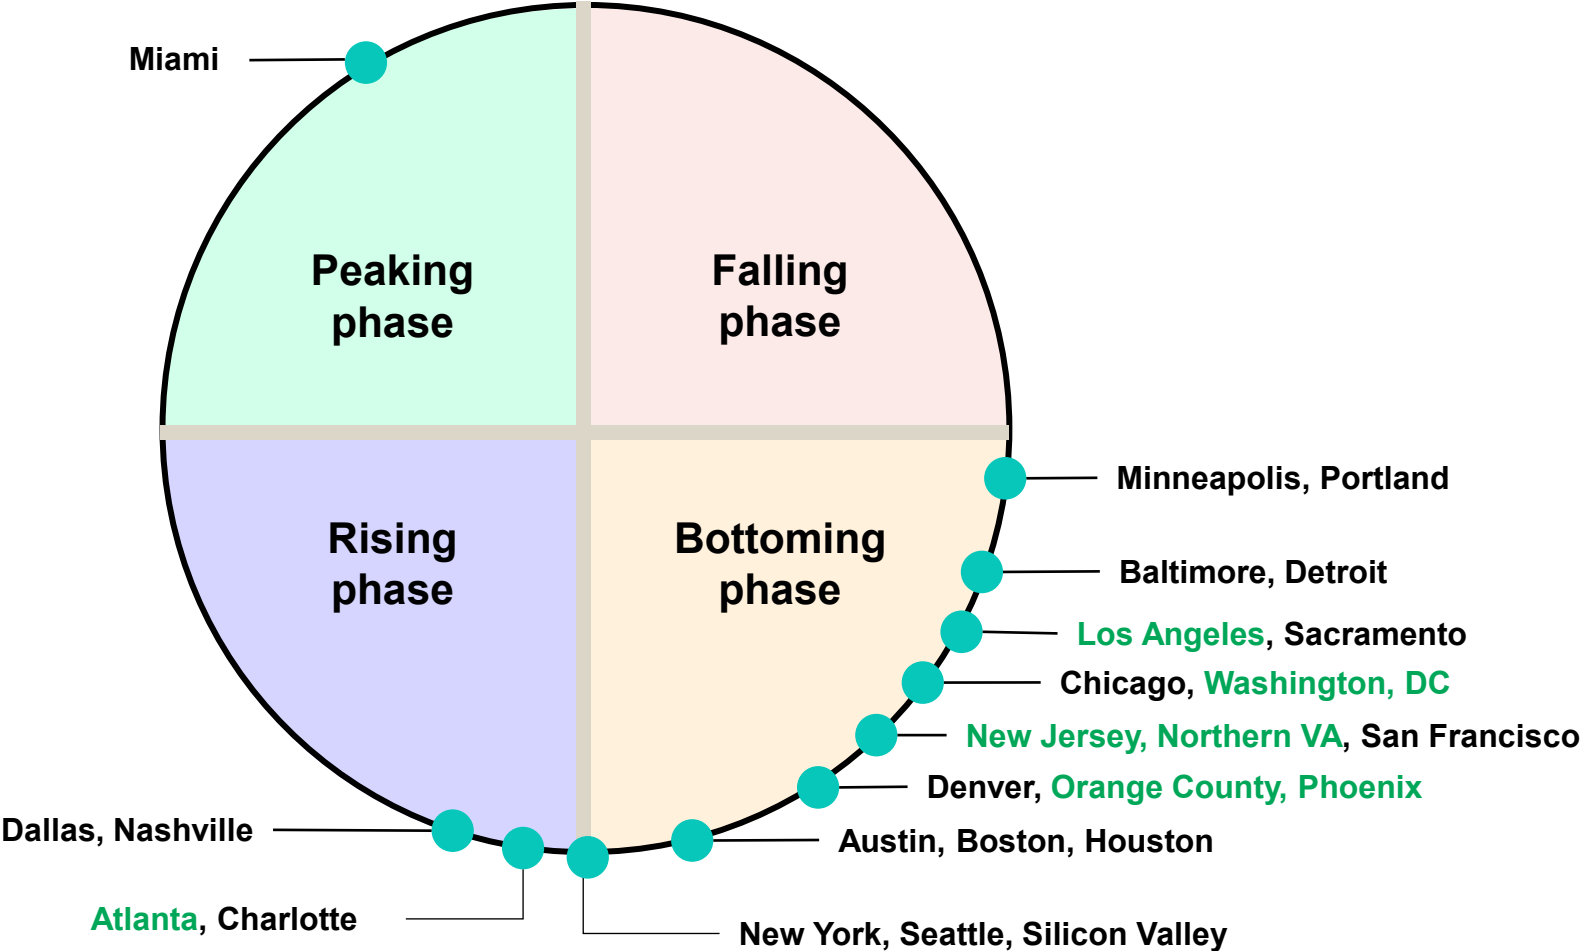 Miami
Peaking
phase
Falling
phase
Rising
phase
Bottoming
phase
Minneapolis, Portland
Baltimore, Detroit
Los Angeles, Sacramento
Chicago, Washington, DC
New Jersey, Northern VA, San Francisco
Denver, Orange County, Phoenix
Austin, Boston, Houston
Dallas, Nashville
Atlanta, Charlotte
New York, Seattle, Silicon Valley